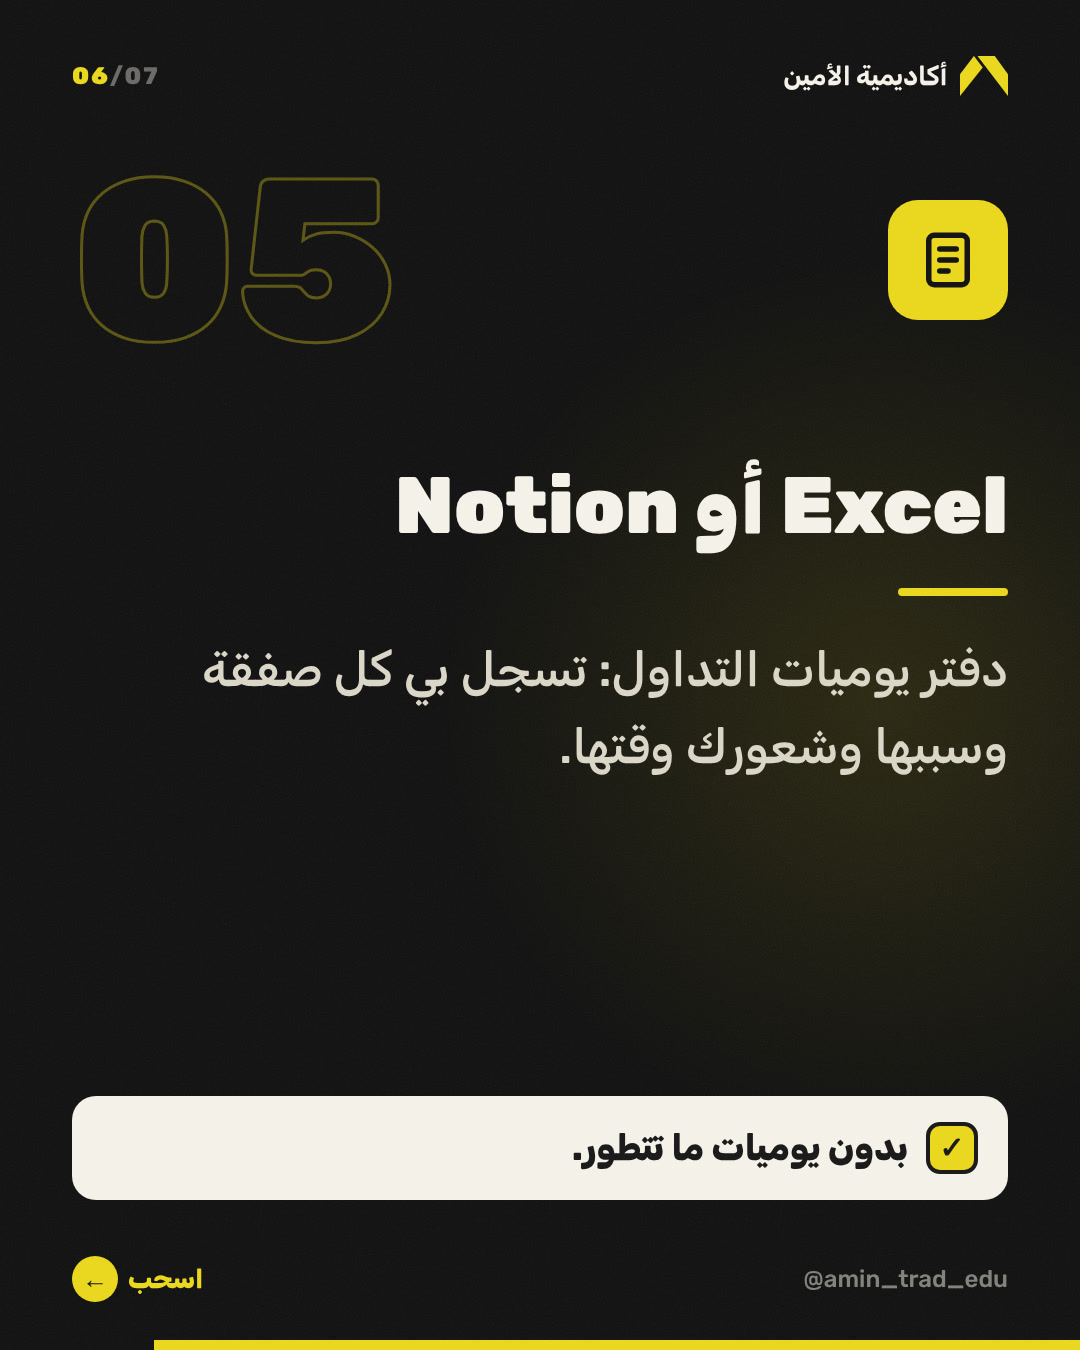 أكاديمية الأمين
06/07
05
Excel أو Notion
دفتر يوميات التداول: تسجل بي كل صفقة
وسببها وشعورك وقتها.
✓ بدون يوميات ما تتطور.
@amin_trad_edu
اسحب ←